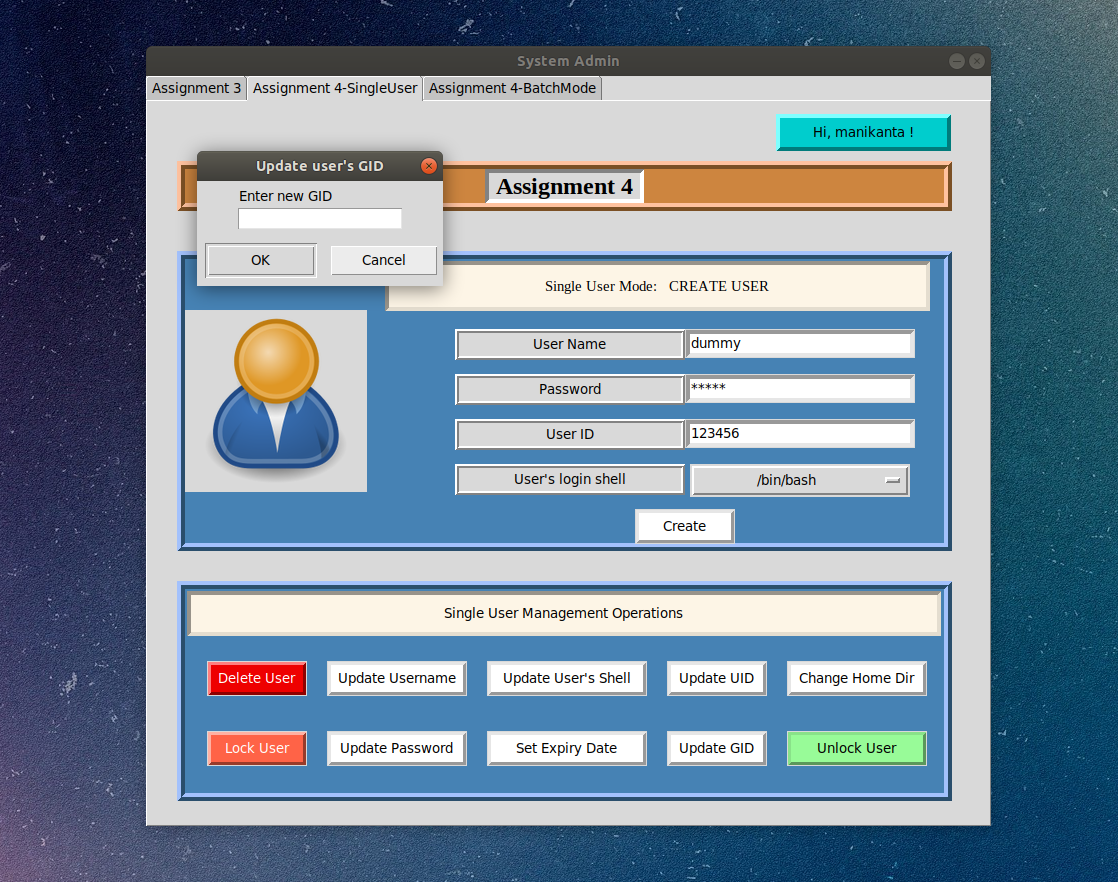 System Admin
Assignment 3
Assignment 4-SingleUser
Assignment 4-BatchMode
Hi, manikanta !
Update user's GID
Enter new GID
OK
Cancel
Assignment 4
Single User Mode: CREATE USER
User Name
dummy
Password
*****
User ID
123456
User's login shell
/bin/bash
Create
Single User Management Operations
Delete User
Update Username
Update User's Shell
Update UID
Change Home Dir
Lock User
Update Password
Set Expiry Date
Update GID
Unlock User